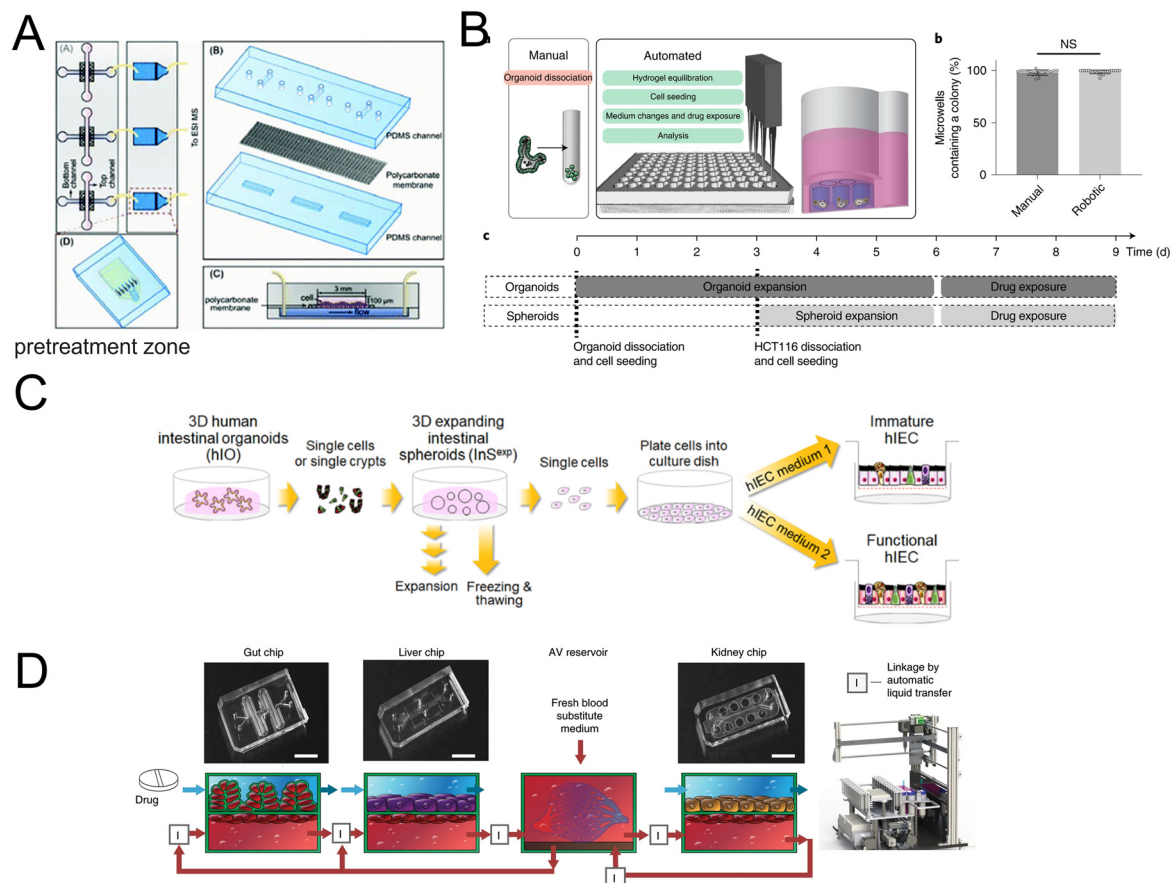 A
(A)
Bottom
channel
Top
channel
To ESI MS
(B)
PDMS channel
Polycarbonate
membrane
PDMS channel
(C)
3 mm
cell
100 µm
polycarbonate
membrane
flow
(D)
pretreatment zone
B
Manual
Organoid dissociation
Automated
Hydrogel equilibration
Cell seeding
Medium changes and drug exposure
Analysis
b
NS
Microwells
containing a colony (%)
100
50
0
Manual
Robotic
c
0
1
2
3
4
5
6
7
8
9
Time (d)
Organoids
Organoid expansion
Drug exposure
Spheroids
Spheroid expansion
Drug exposure
Organoid dissociation
and cell seeding
HCT116 dissociation
and cell seeding
C
3D human
intestinal organoids
(hIO)
Single cells
or single crypts
3D expanding
intestinal
spheroids (InSexp)
Single cells
Plate cells into
culture dish
hIEC medium 1
hIEC medium 2
Immature
hIEC
Functional
hIEC
Expansion
Freezing &
thawing
D
Gut chip
Liver chip
AV reservoir
Kidney chip
Fresh blood
substitute
medium
I
Linkage by
automatic
liquid transfer
Drug
I
I
I
I
I